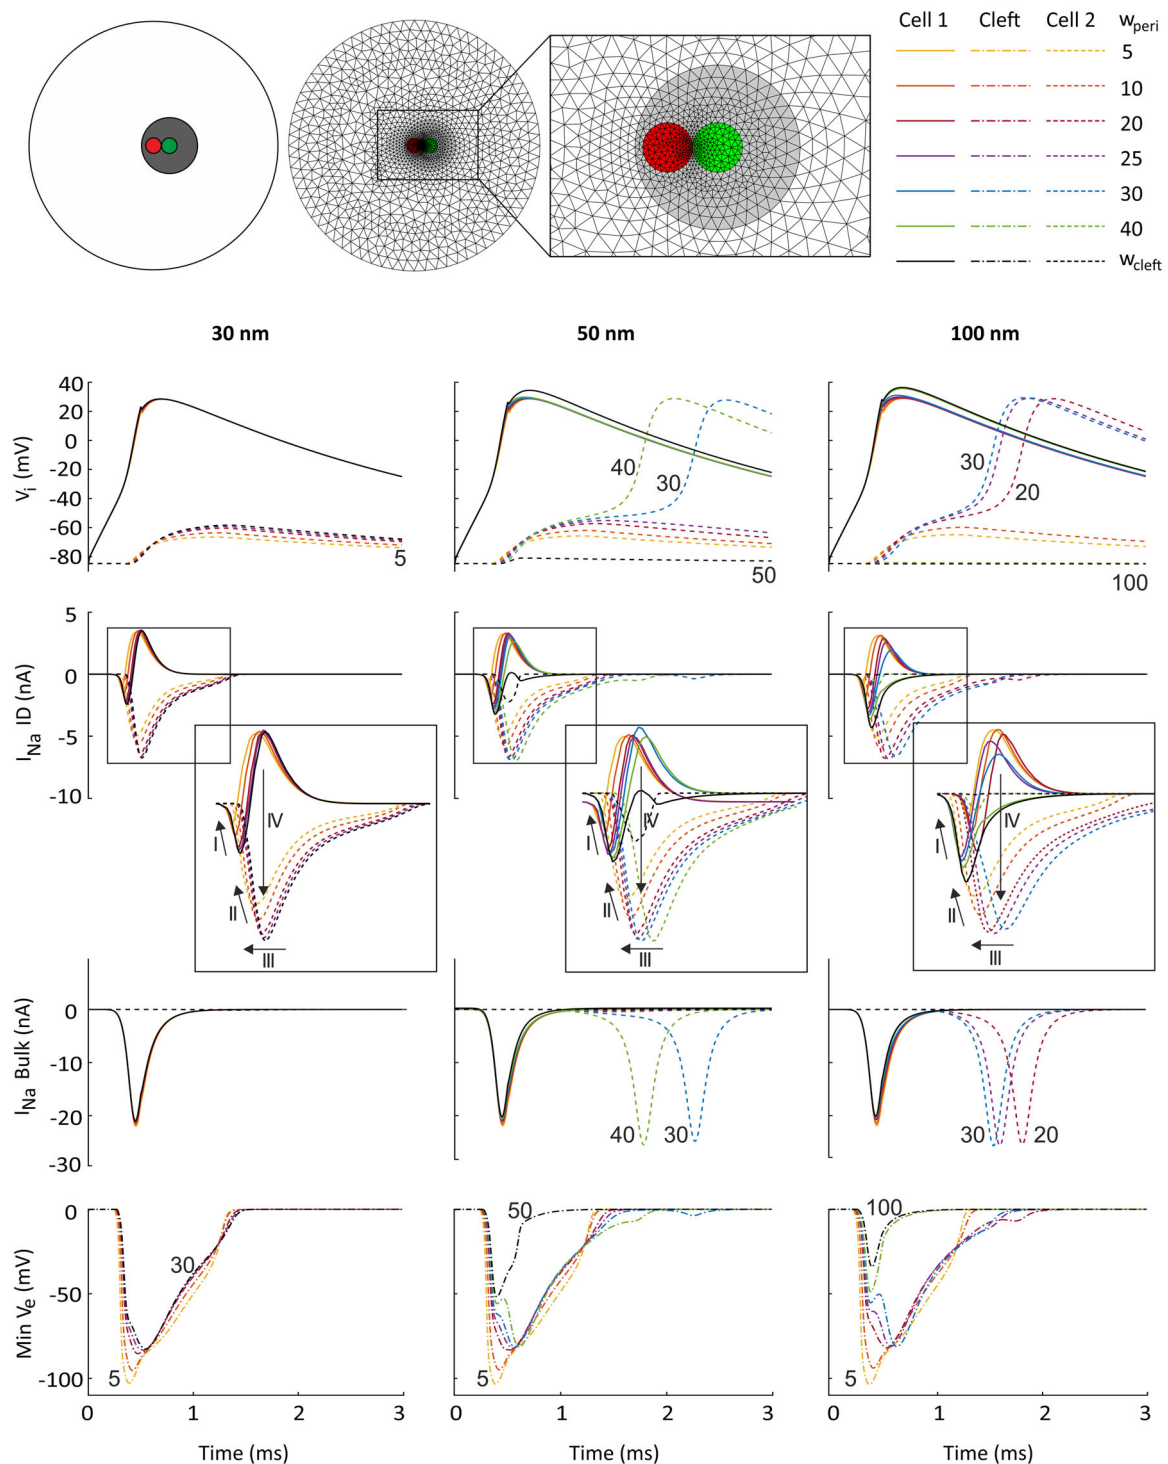 Cell 1 Cleft Cell 2 w_peri
5
10
20
25
30
40
w_cleft
30 nm 50 nm 100 nm
V_i (mV)
40
20
0
-20
-40
-60
-80
5
40
30
50
30
20
100
I_Na ID (nA)
5
0
-5
-10
I
II
III
IV
I
II
III
IV
I
II
III
IV
I_Na Bulk (nA)
0
-10
-20
-30
40 30
30 20
Min V_e (mV)
0
-50
-100
30
5
50
5
100
5
0 1 2 3 0 1 2 3 0 1 2 3
Time (ms) Time (ms) Time (ms)